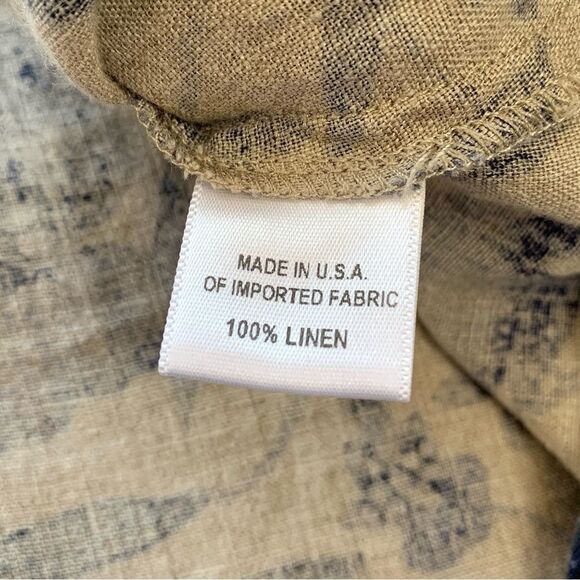 MADE IN U.S.A.
OF IMPORTED FABRIC
100% LINEN